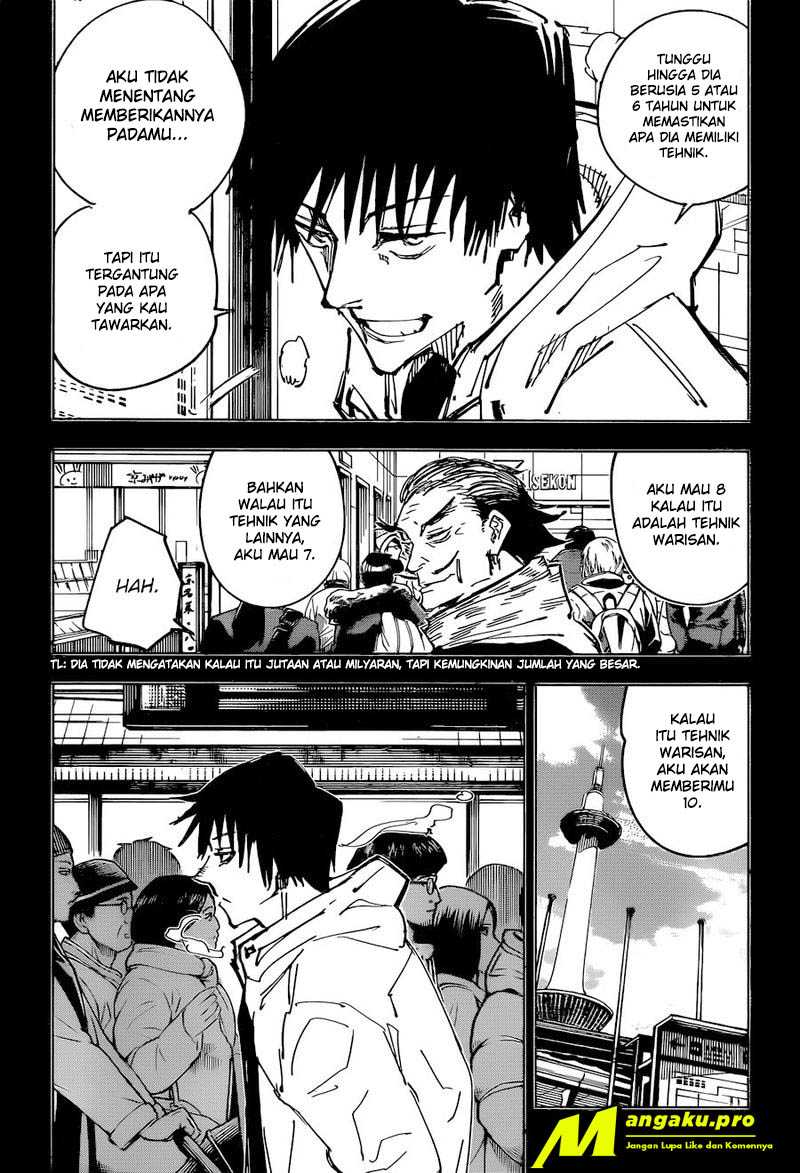 TUNGGU
HINGGA DIA
BERUSIA 5 ATAU
6 TAHUN UNTUK
MEMASTIKAN
APA DIA MEMILIKI
TEHNIK.
AKU TIDAK
MENENTANG
MEMBERIKANNYA
PADAMU...
TAPI ITU
TERGANTUNG
PADA APA
YANG KAU
TAWARKAN.
SEKON
AKU MAU 8
KALAU ITU
ADALAH TEHNIK
WARISAN.
BAHKAN
WALAU ITU
TEHNIK YANG
LAINNYA,
AKU MAU 7.
HAH.
TL: DIA TIDAK MENGATAKAN KALAU ITU JUTAAN ATAU MILYARAN, TAPI KEMUNGKINAN JUMLAH YANG BESAR.
KALAU
ITU TEHNIK
WARISAN,
AKU AKAN
MEMBERIMU
10.
Mangaku.pro
Jangan Lupa Like dan Komennya